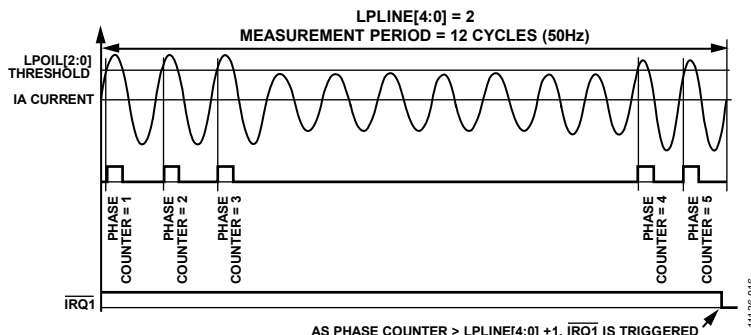 LPLINE[4:0] = 2
MEASUREMENT PERIOD = 12 CYCLES (50Hz)
LPOIL[2:0]
THRESHOLD
IA CURRENT
PHASE
COUNTER = 1
PHASE
COUNTER = 2
PHASE
COUNTER = 3
PHASE
COUNTER = 4
PHASE
COUNTER = 5
IRQ1
AS PHASE COUNTER > LPLINE[4:0] +1, IRQ1 IS TRIGGERED
11136-016